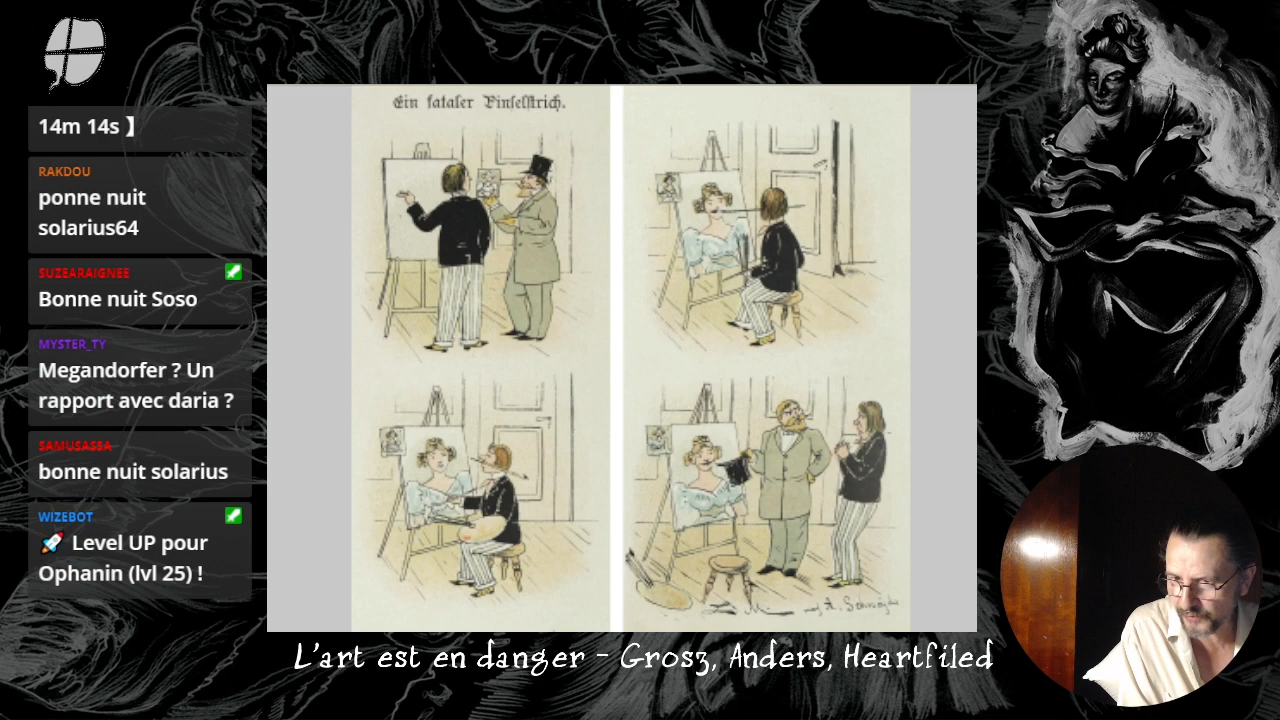 14m 14s 】
RAKDOU
ponne nuit
solarius64
SUZEARAIGNEE
Bonne nuit Soso
MYSTER_TY
Megandorfer ? Un
rapport avec daria ?
SAMUSASEA
bonne nuit solarius
WIZEBOT
🚀 Level UP pour
Ophanin (lvl 25) !
Ein fataler Pinselstrich.
L'art est en danger - Grosz, Anders, Heartfiled